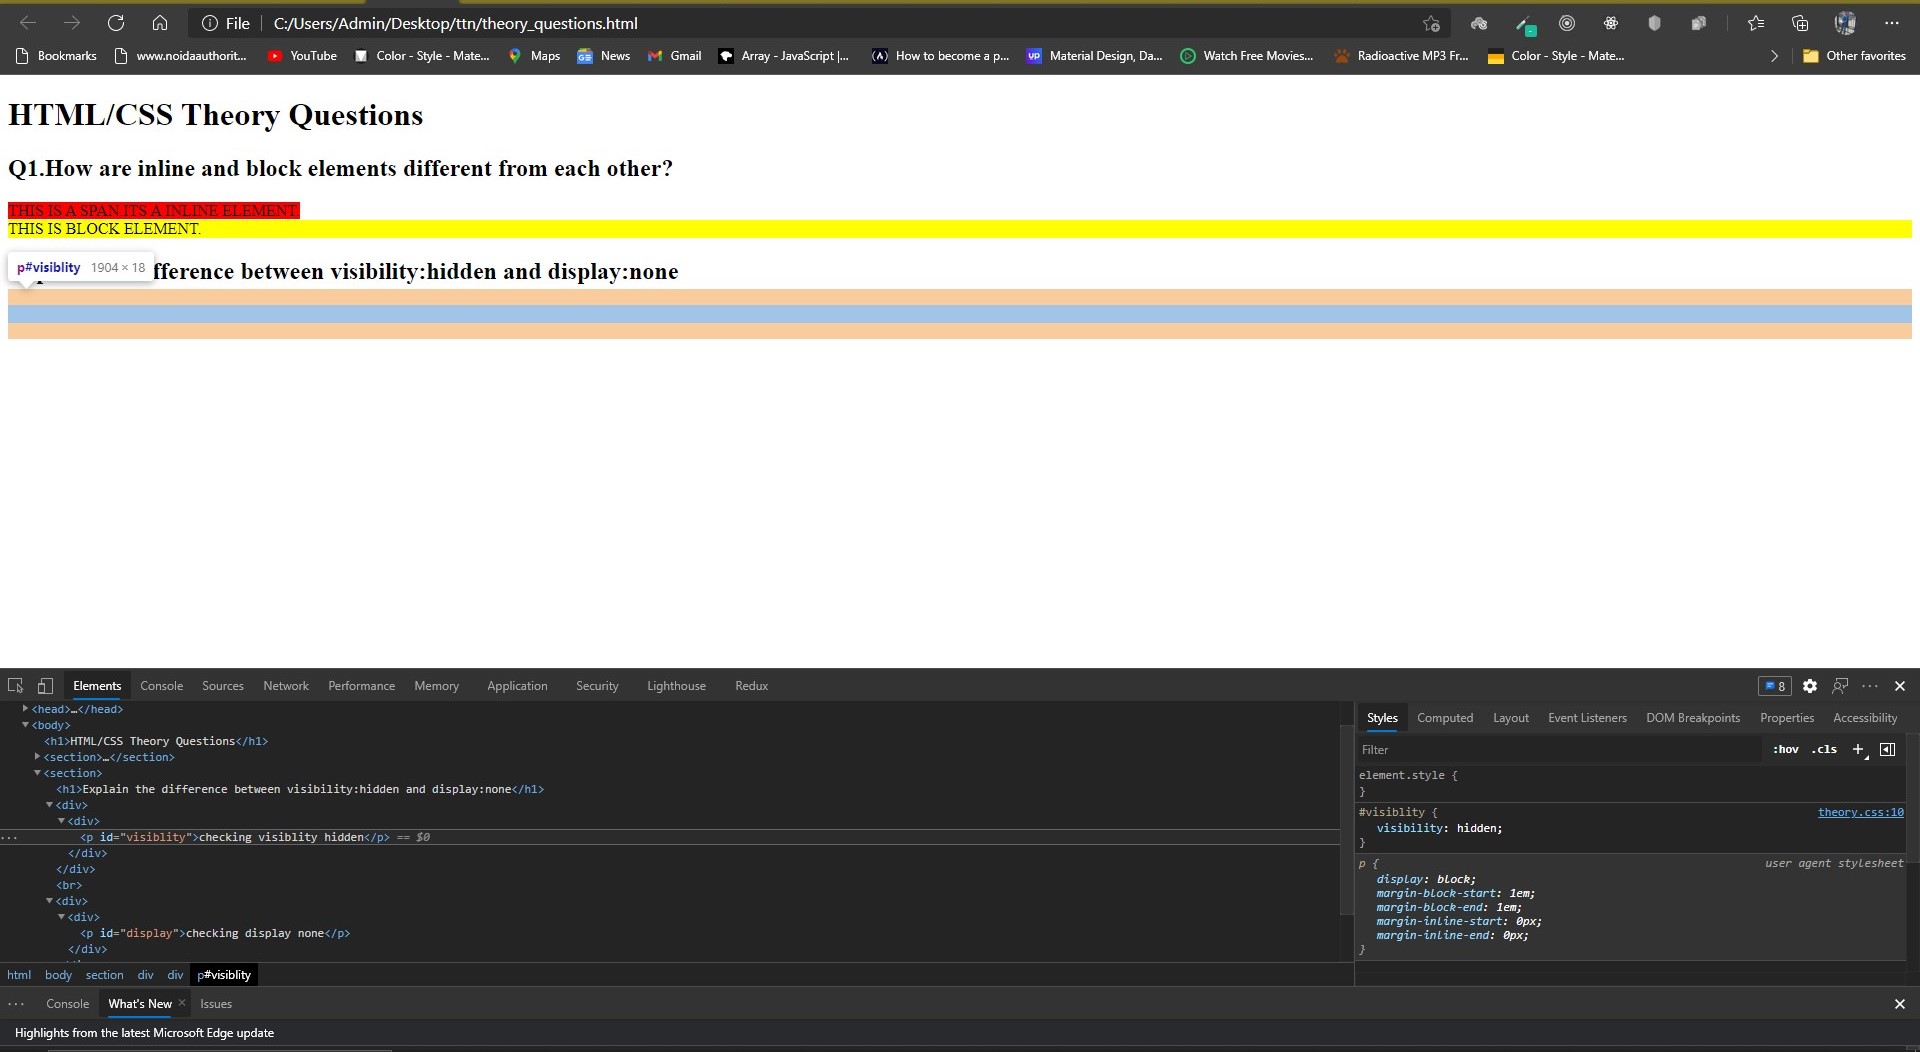 File C:/Users/Admin/Desktop/ttn/theory_questions.html
Bookmarks www.noidaauthorit... YouTube Color - Style - Mate... Maps News Gmail Array - JavaScript |... How to become a p... Material Design, Da... Watch Free Movies... Radioactive MP3 Fr... Color - Style - Mate... Other favorites
HTML/CSS Theory Questions
Q1.How are inline and block elements different from each other?
THIS IS A SPAN.ITS A INLINE ELEMENT.
THIS IS BLOCK ELEMENT.
p#visiblity 1904 × 18
fference between visibility:hidden and display:none
Elements Console Sources Network Performance Memory Application Security Lighthouse Redux 8
<head>…</head>
<body>
<h1>HTML/CSS Theory Questions</h1>
<section>…</section>
<section>
<h1>Explain the difference between visibility:hidden and display:none</h1>
<div>
<div>
<p id="visiblity">checking visiblity hidden</p> == $0
</div>
</div>
<br>
<div>
<div>
<p id="display">checking display none</p>
</div>
html body section div div p#visiblity
Styles Computed Layout Event Listeners DOM Breakpoints Properties Accessibility
Filter :hov .cls +
element.style {
}
#visiblity { theory.css:10
visibility: hidden;
}
p { user agent stylesheet
display: block;
margin-block-start: 1em;
margin-block-end: 1em;
margin-inline-start: 0px;
margin-inline-end: 0px;
}
Console What's New Issues
Highlights from the latest Microsoft Edge update